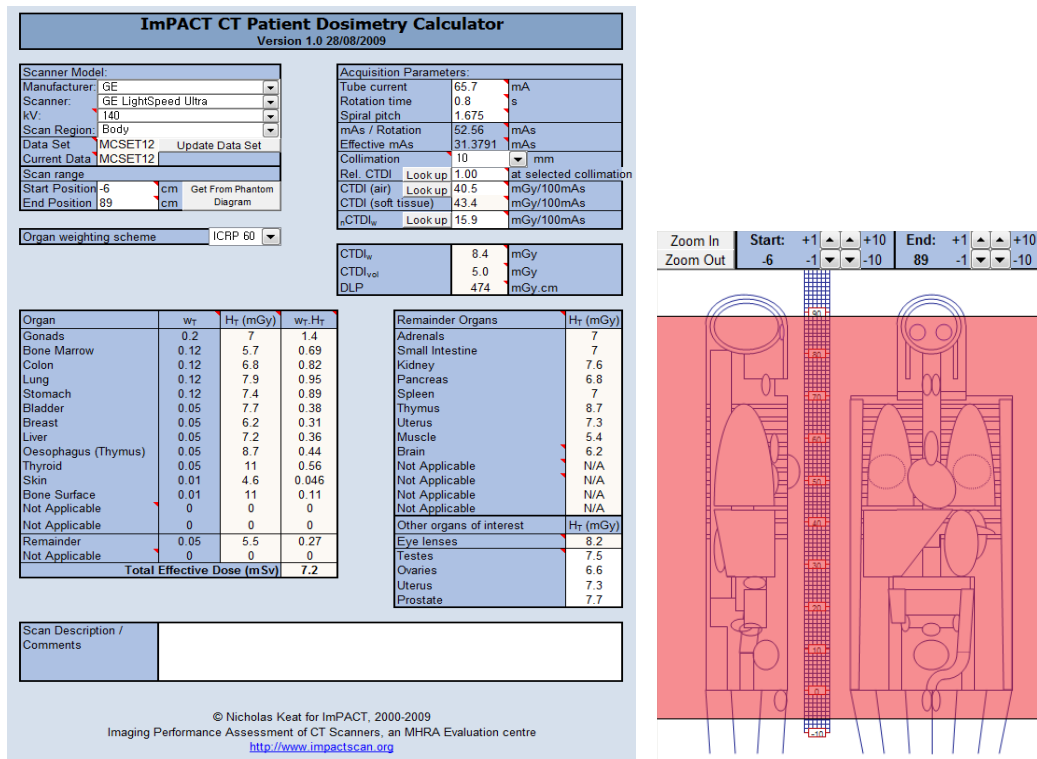 ImPACT CT Patient Dosimetry Calculator
Version 1.0 28/08/2009
Scanner Model:
Manufacturer: GE
Scanner: GE LightSpeed Ultra
kV: 140
Scan Region: Body
Data Set MCSET12 Update Data Set
Current Data MCSET12
Scan range
Start Position -6 cm Get From Phantom
End Position 89 cm Diagram
Organ weighting scheme ICRP 60
Acquisition Parameters:
Tube current 65.7 mA
Rotation time 0.8 s
Spiral pitch 1.675
mAs / Rotation 52.56 mAs
Effective mAs 31.3791 mAs
Collimation 10 mm
Rel. CTDI Look up 1.00 at selected collimation
CTDI (air) Look up 40.5 mGy/100mAs
CTDI (soft tissue) 43.4 mGy/100mAs
nCTDIw Look up 15.9 mGy/100mAs
CTDIw 8.4 mGy
CTDIvol 5.0 mGy
DLP 474 mGy.cm
Organ wT HT (mGy) wT.HT
Gonads 0.2 7 1.4
Bone Marrow 0.12 5.7 0.69
Colon 0.12 6.8 0.82
Lung 0.12 7.9 0.95
Stomach 0.12 7.4 0.89
Bladder 0.05 7.7 0.38
Breast 0.05 6.2 0.31
Liver 0.05 7.2 0.36
Oesophagus (Thymus) 0.05 8.7 0.44
Thyroid 0.05 11 0.56
Skin 0.01 4.6 0.046
Bone Surface 0.01 11 0.11
Not Applicable 0 0 0
Not Applicable 0 0 0
Remainder 0.05 5.5 0.27
Not Applicable 0 0 0
Total Effective Dose (mSv) 7.2
Remainder Organs HT (mGy)
Adrenals 7
Small Intestine 7
Kidney 7.6
Pancreas 6.8
Spleen 7
Thymus 8.7
Uterus 7.3
Muscle 5.4
Brain 6.2
Not Applicable N/A
Not Applicable N/A
Not Applicable N/A
Not Applicable N/A
Other organs of interest HT (mGy)
Eye lenses 8.2
Testes 7.5
Ovaries 6.6
Uterus 7.3
Prostate 7.7
Scan Description /
Comments
© Nicholas Keat for ImPACT, 2000-2009
Imaging Performance Assessment of CT Scanners, an MHRA Evaluation centre
http://www.impactscan.org
Zoom In Start: +1 +10 End: +1 +10
Zoom Out -6 -1 -10 89 -1 -10
90
80
70
60
50
40
30
20
10
0
-10